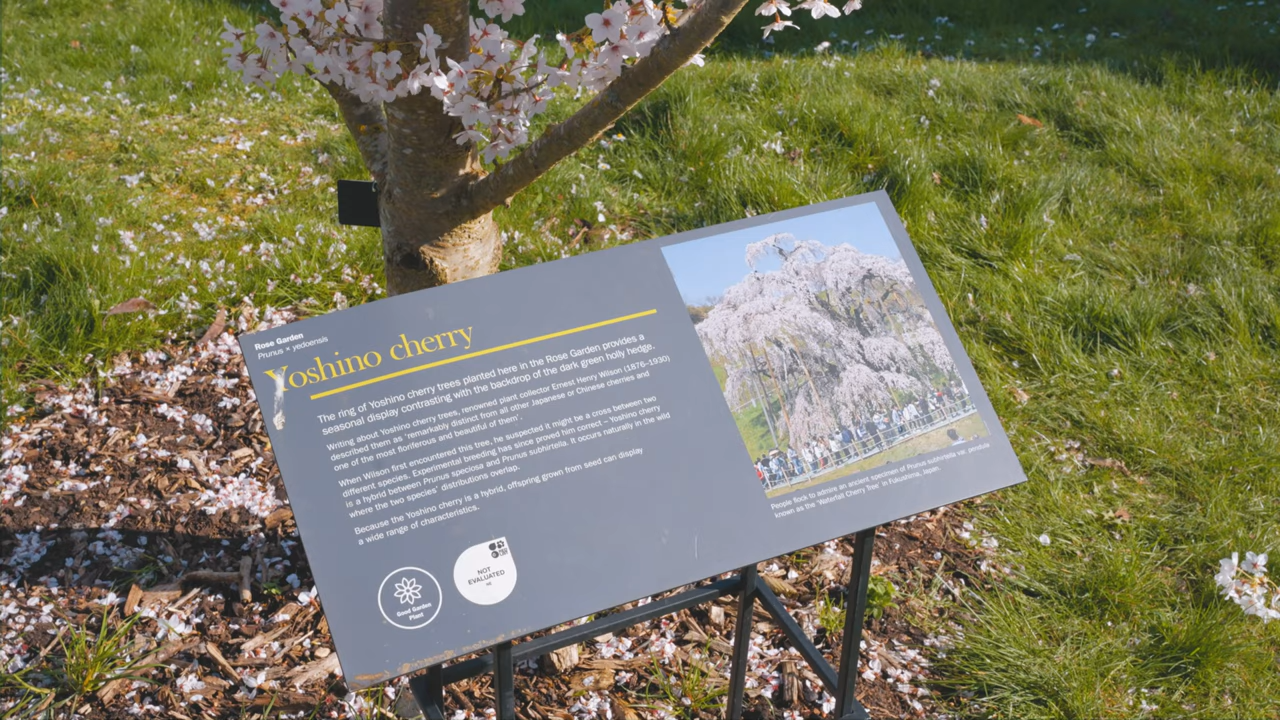 Rose Garden
Prunus × yedoensis
Yoshino cherry
The ring of Yoshino cherry trees planted here in the Rose Garden provides a
seasonal display contrasting with the backdrop of the dark green holly hedge.
Writing about Yoshino cherry trees, renowned plant collector Ernest Henry Wilson (1876–1930)
described them as ‘remarkably distinct from all other Japanese or Chinese cherries and
one of the most floriferous and beautiful of them’.
When Wilson first encountered this tree, he suspected it might be a cross between two
different species. Experimental breeding has since proved him correct – Yoshino cherry
is a hybrid between Prunus speciosa and Prunus subhirtella. It occurs naturally in the wild
where the two species’ distributions overlap.
Because the Yoshino cherry is a hybrid, offspring grown from seed can display
a wide range of characteristics.
People flock to admire an ancient specimen of Prunus subhirtella var. pendula
known as the ‘Waterfall Cherry Tree’ in Fukushima, Japan.
Good Garden
Plant
NOT
EVALUATED
NE